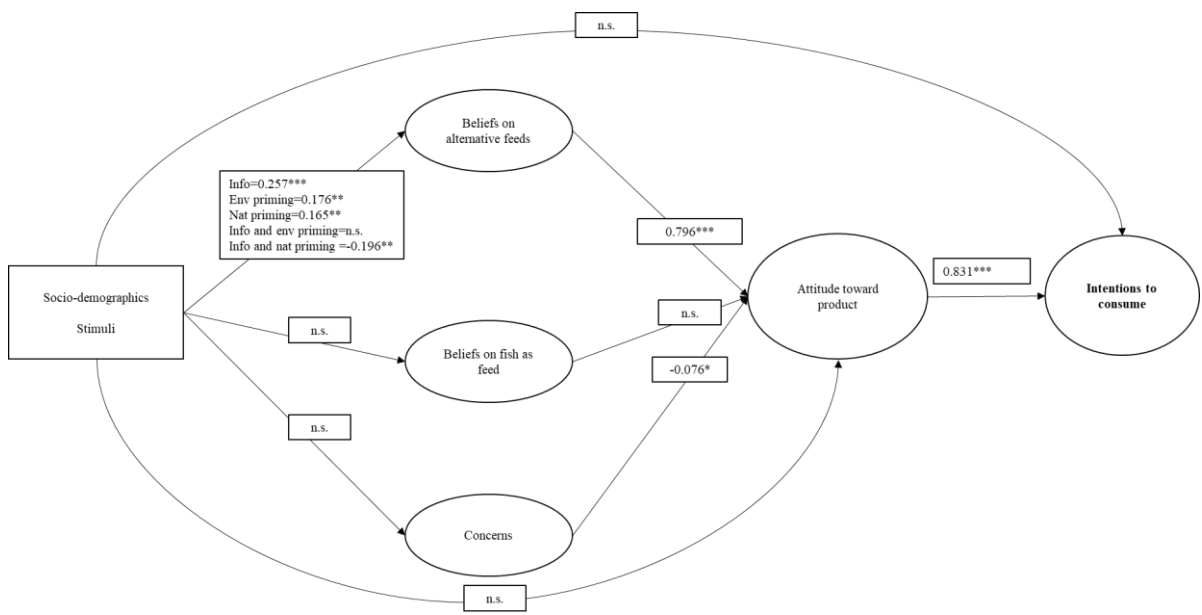 n.s.
Beliefs on
alternative feeds
Info=0.257***
Env priming=0.176**
Nat priming=0.165**
Info and env priming=n.s.
Info and nat priming =-0.196**
0.796***
Socio-demographics
Stimuli
Attitude toward
product
0.831***
Intentions to
consume
n.s.
n.s.
Beliefs on fish as
feed
-0.076*
n.s.
Concerns
n.s.